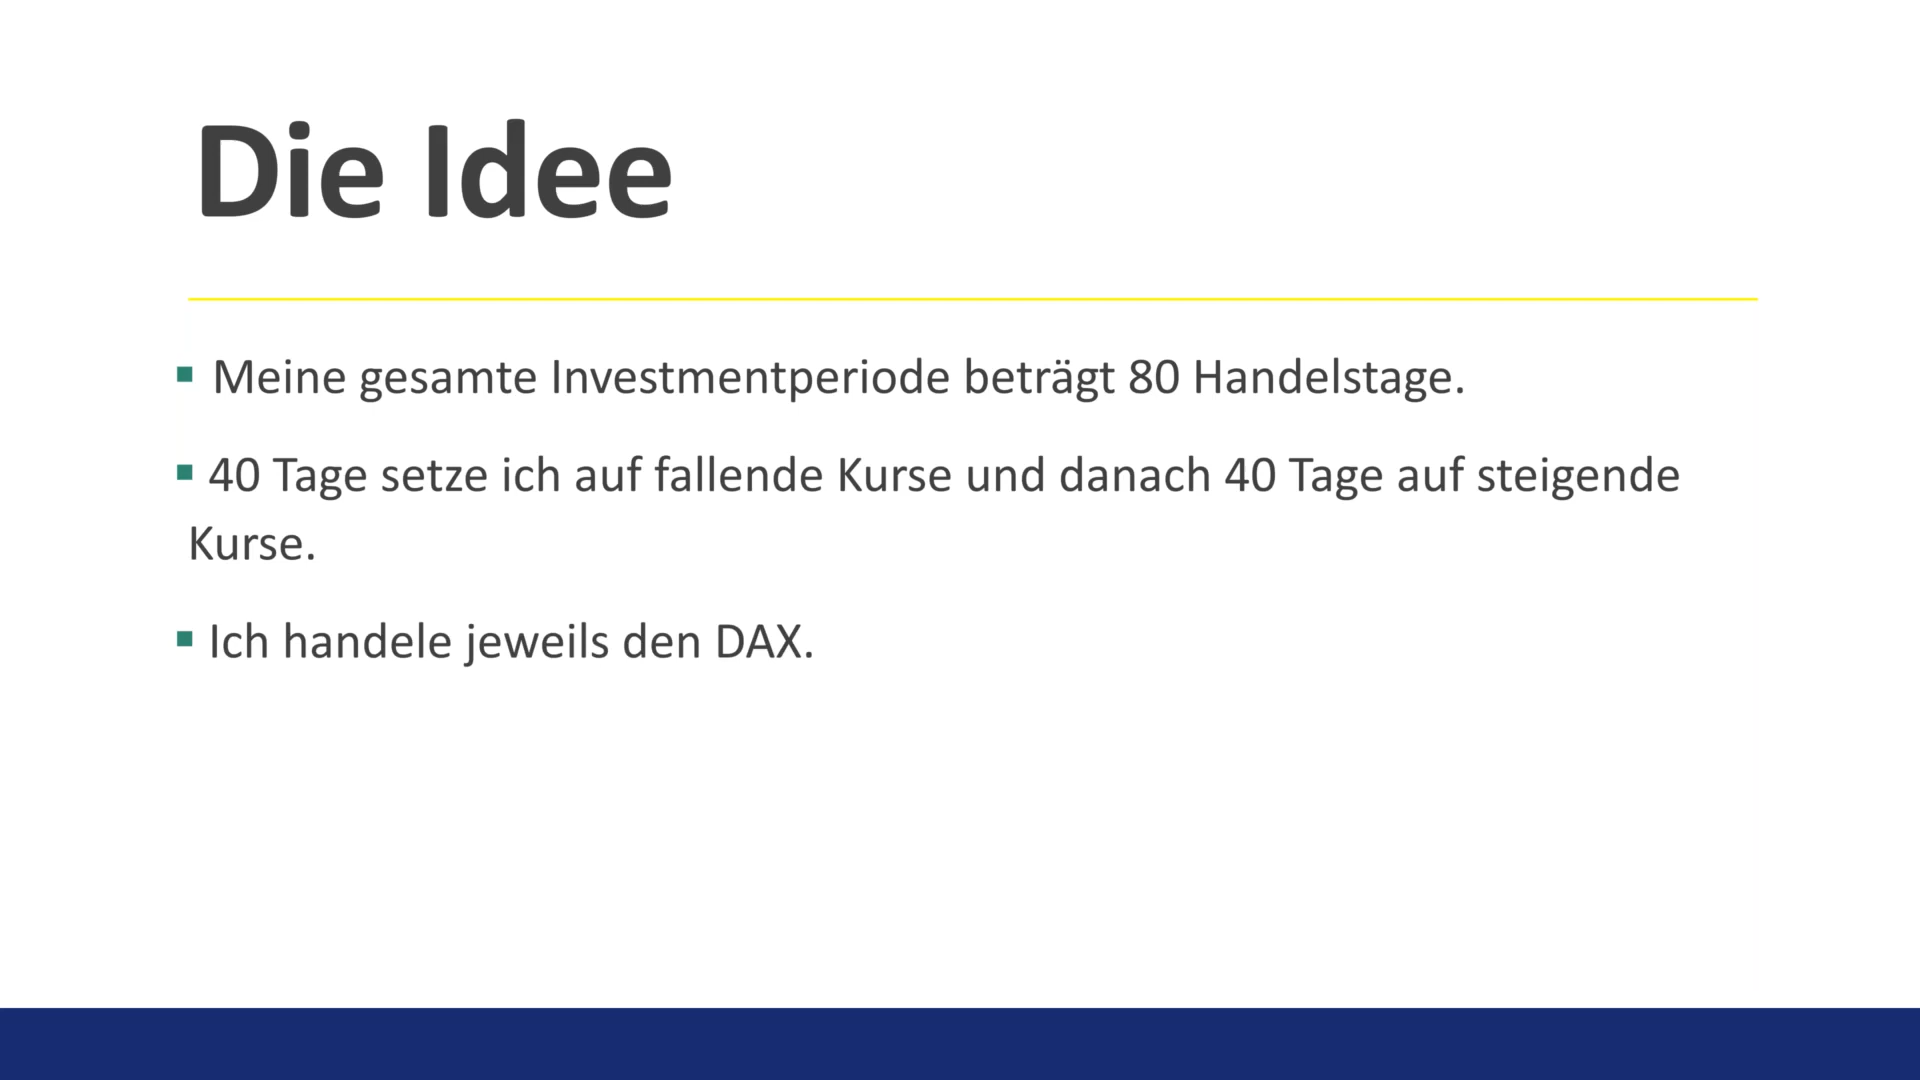 Die Idee
Meine gesamte Investmentperiode beträgt 80 Handelstage.
40 Tage setze ich auf fallende Kurse und danach 40 Tage auf steigende
Kurse.
Ich handele jeweils den DAX.